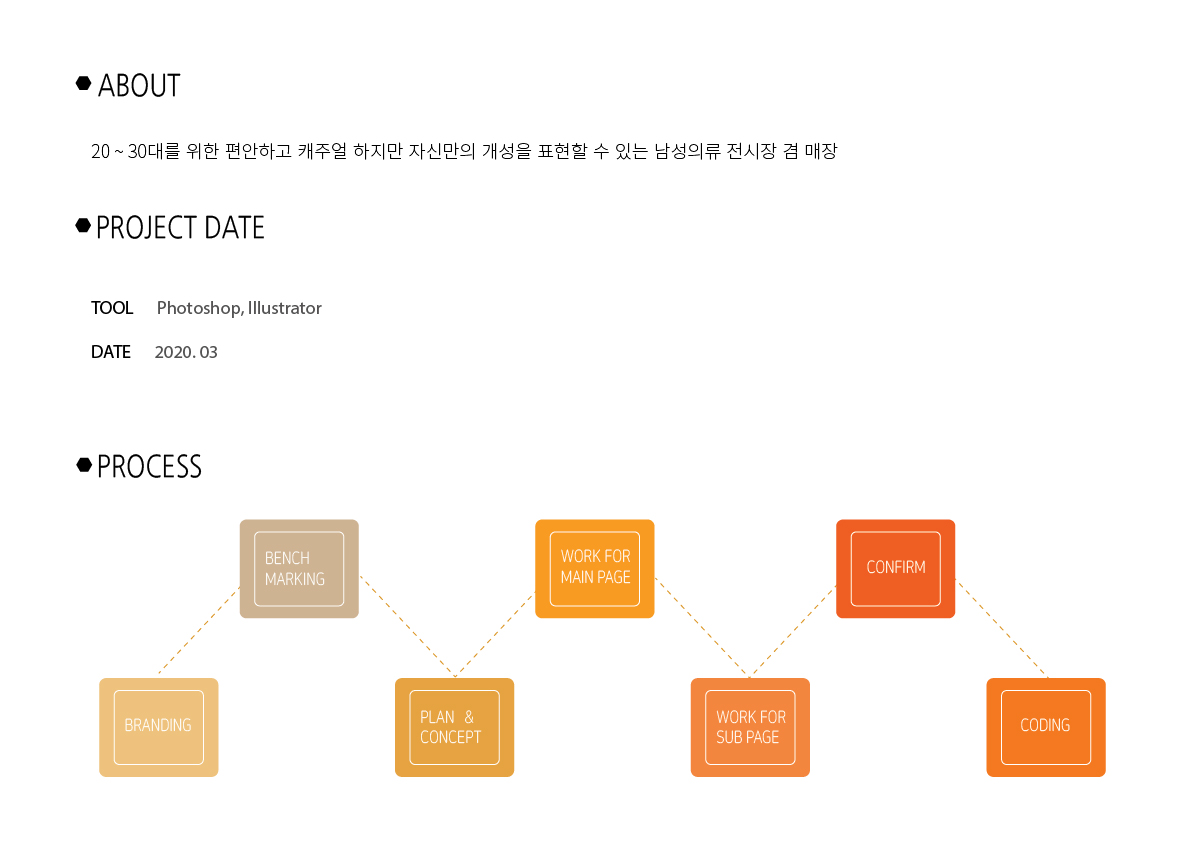 ABOUT
20 ~ 30대를 위한 편안하고 캐주얼 하지만 자신만의 개성을 표현할 수 있는 남성의류 전시장 겸 매장
PROJECT DATE
TOOL Photoshop, Illustrator
DATE 2020. 03
PROCESS
BRANDING
BENCH
MARKING
PLAN &
CONCEPT
WORK FOR
MAIN PAGE
WORK FOR
SUB PAGE
CONFIRM
CODING